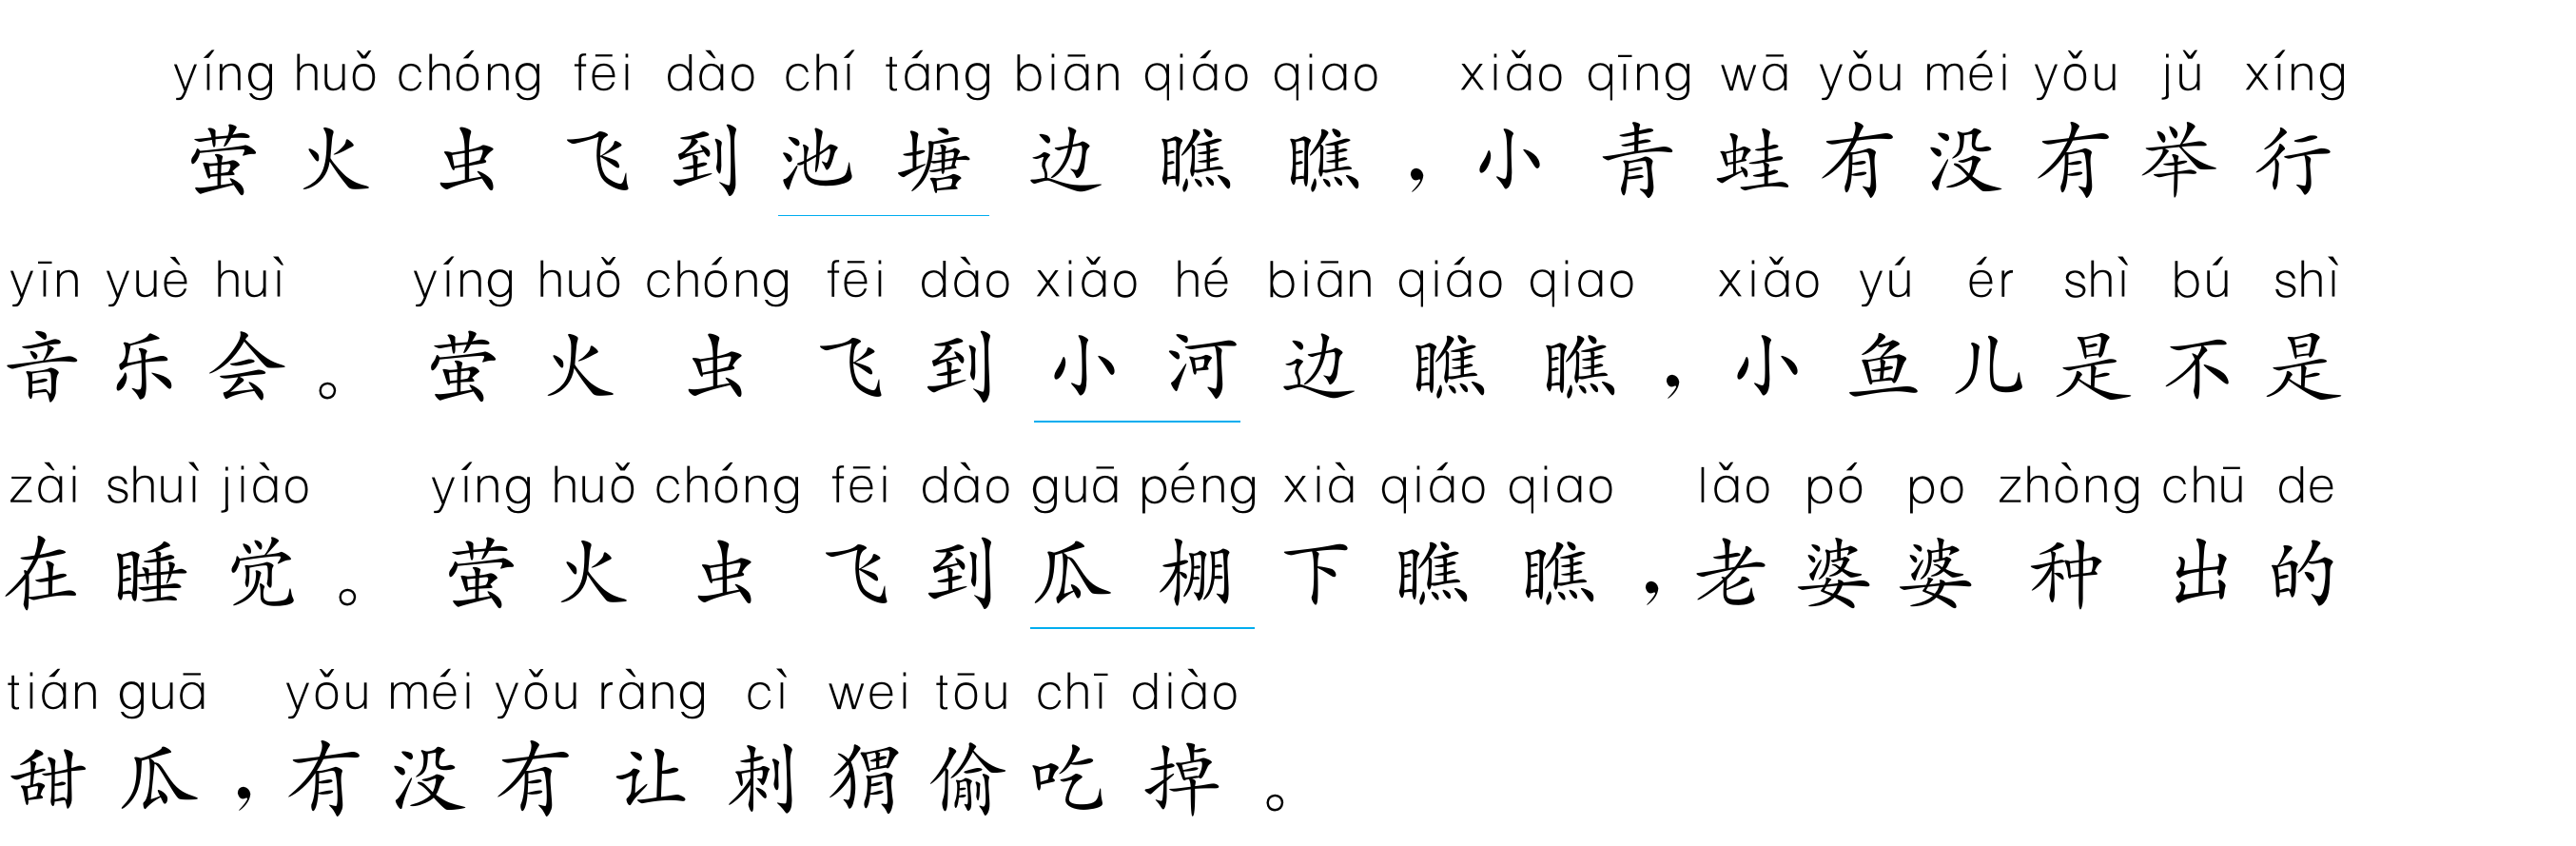 yíng huǒ chóng fēi dào chí táng biān qiáo qiao xiǎo qīng wā yǒu méi yǒu jǔ xíng
萤火虫飞到池塘边瞧瞧，小青蛙有没有举行
yīn yuè huì yíng huǒ chóng fēi dào xiǎo hé biān qiáo qiao xiǎo yú ér shì bú shì
音乐会。萤火虫飞到小河边瞧瞧，小鱼儿是不是
zài shuì jiào yíng huǒ chóng fēi dào guā péng xià qiáo qiao lǎo pó po zhòng chū de
在睡觉。萤火虫飞到瓜棚下瞧瞧，老婆婆种出的
tián guā yǒu méi yǒu ràng cì wei tōu chī diào
甜瓜，有没有让刺猬偷吃掉。